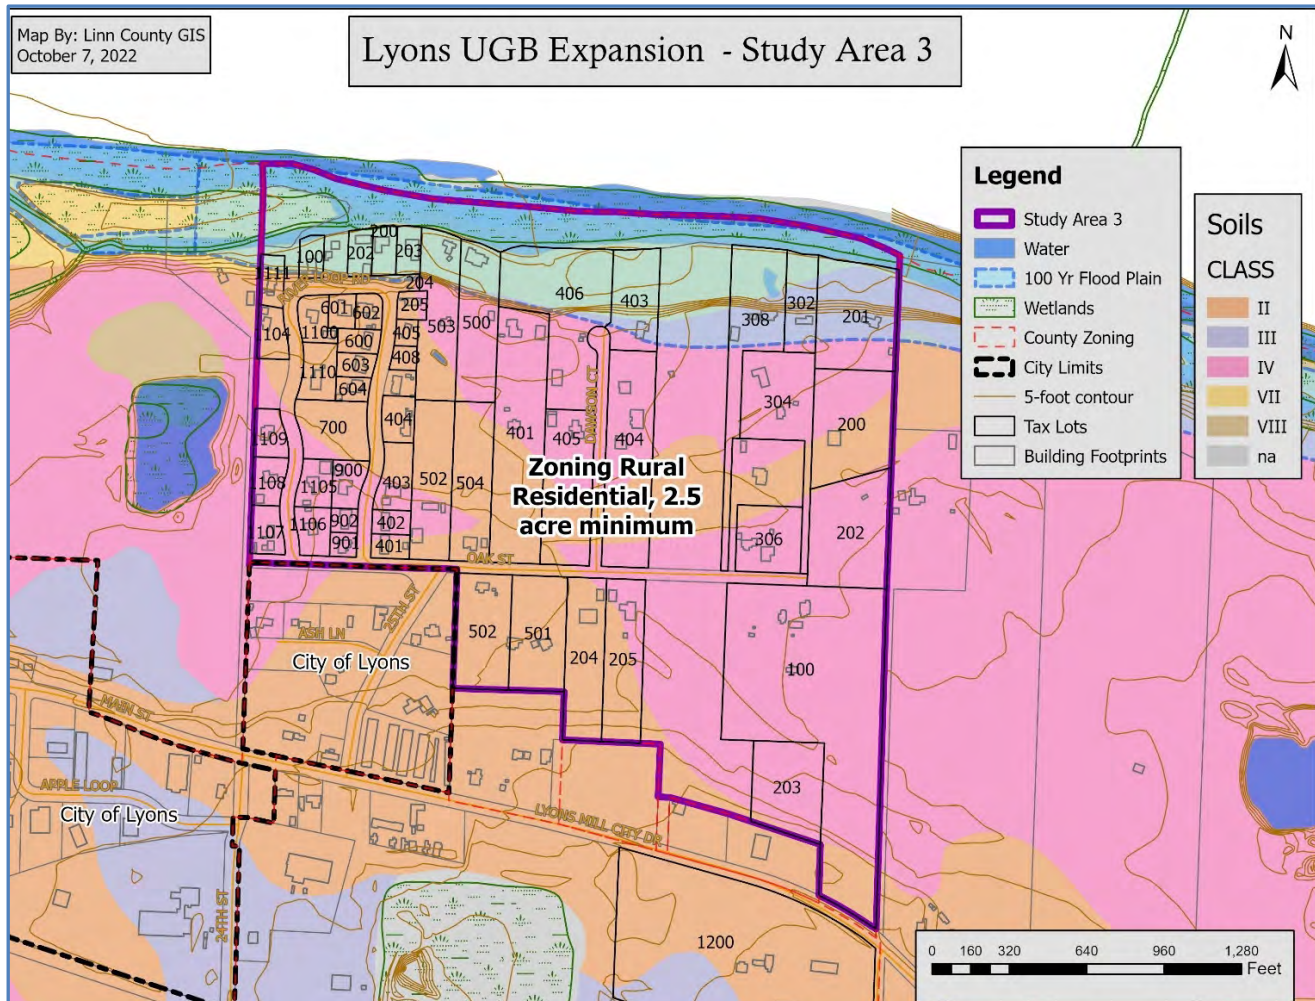 Map By: Linn County GIS
October 7, 2022
Lyons UGB Expansion - Study Area 3
N
Legend
Study Area 3
Water
100 Yr Flood Plain
Wetlands
County Zoning
City Limits
5-foot contour
Tax Lots
Building Footprints
Soils
CLASS
II
III
IV
VII
VIII
na
200
100
202
203
1111
204
406
403
302
308
201
601
602
205
503
500
104
1100
600
405
408
1110
603
604
304
700
404
401
405
404
200
DAWSON CT
1109
Zoning Rural
Residential, 2.5
acre minimum
1108
900
1105
403
502
504
107
1106
902
402
901
401
306
202
OAK ST
25TH ST
ASH LN
City of Lyons
502
501
204
205
100
MAIN ST
APPLE LOOP
City of Lyons
203
LYONS MILL CITY DR
24TH ST
1200
0 160 320 640 960 1,280
Feet